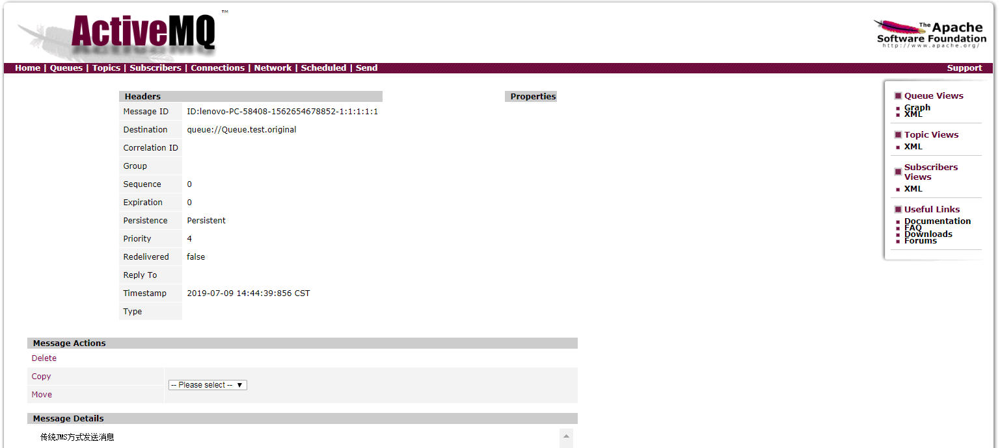 ActiveMQ ™
The Apache
Software Foundation
http://www.apache.org/
Home | Queues | Topics | Subscribers | Connections | Network | Scheduled | Send
Support
Headers
Message ID ID:lenovo-PC-58408-1562654678852-1:1:1:1:1
Destination queue://Queue.test.original
Correlation ID
Group
Sequence 0
Expiration 0
Persistence Persistent
Priority 4
Redelivered false
Reply To
Timestamp 2019-07-09 14:44:39:856 CST
Type
Properties
Message Actions
Delete
Copy
-- Please select --
Move
Message Details
传统JMS方式发送消息
Queue Views
Graph
XML
Topic Views
XML
Subscribers
Views
XML
Useful Links
Documentation
FAQ
Downloads
Forums